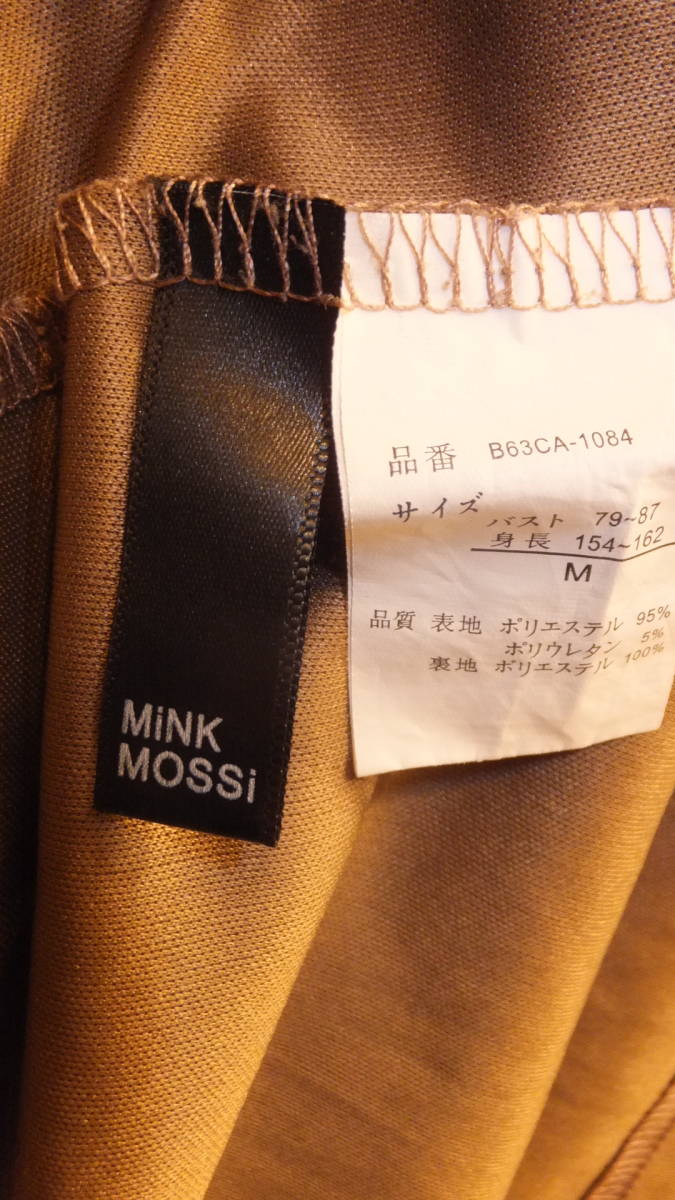 MiNK
MOSSi
品番 B63CA-1084
サイズ バスト 79~87
身長 154~162
M
品質 表地 ポリエステル 95%
ポリウレタン 5%
裏地 ポリエステル 100%